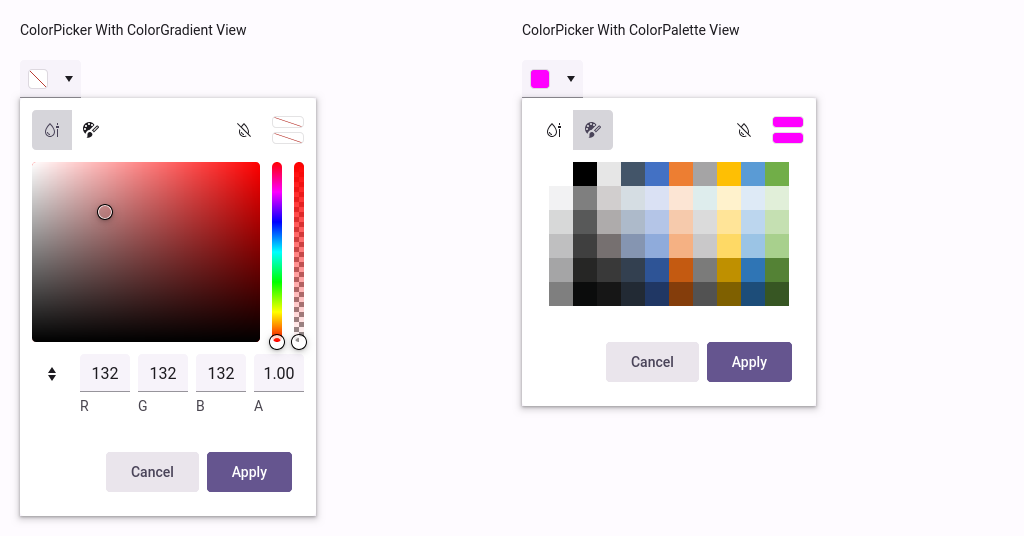 ColorPicker With ColorGradient View
132 132 132 1.00
R G B A
Cancel Apply
ColorPicker With ColorPalette View
Cancel Apply